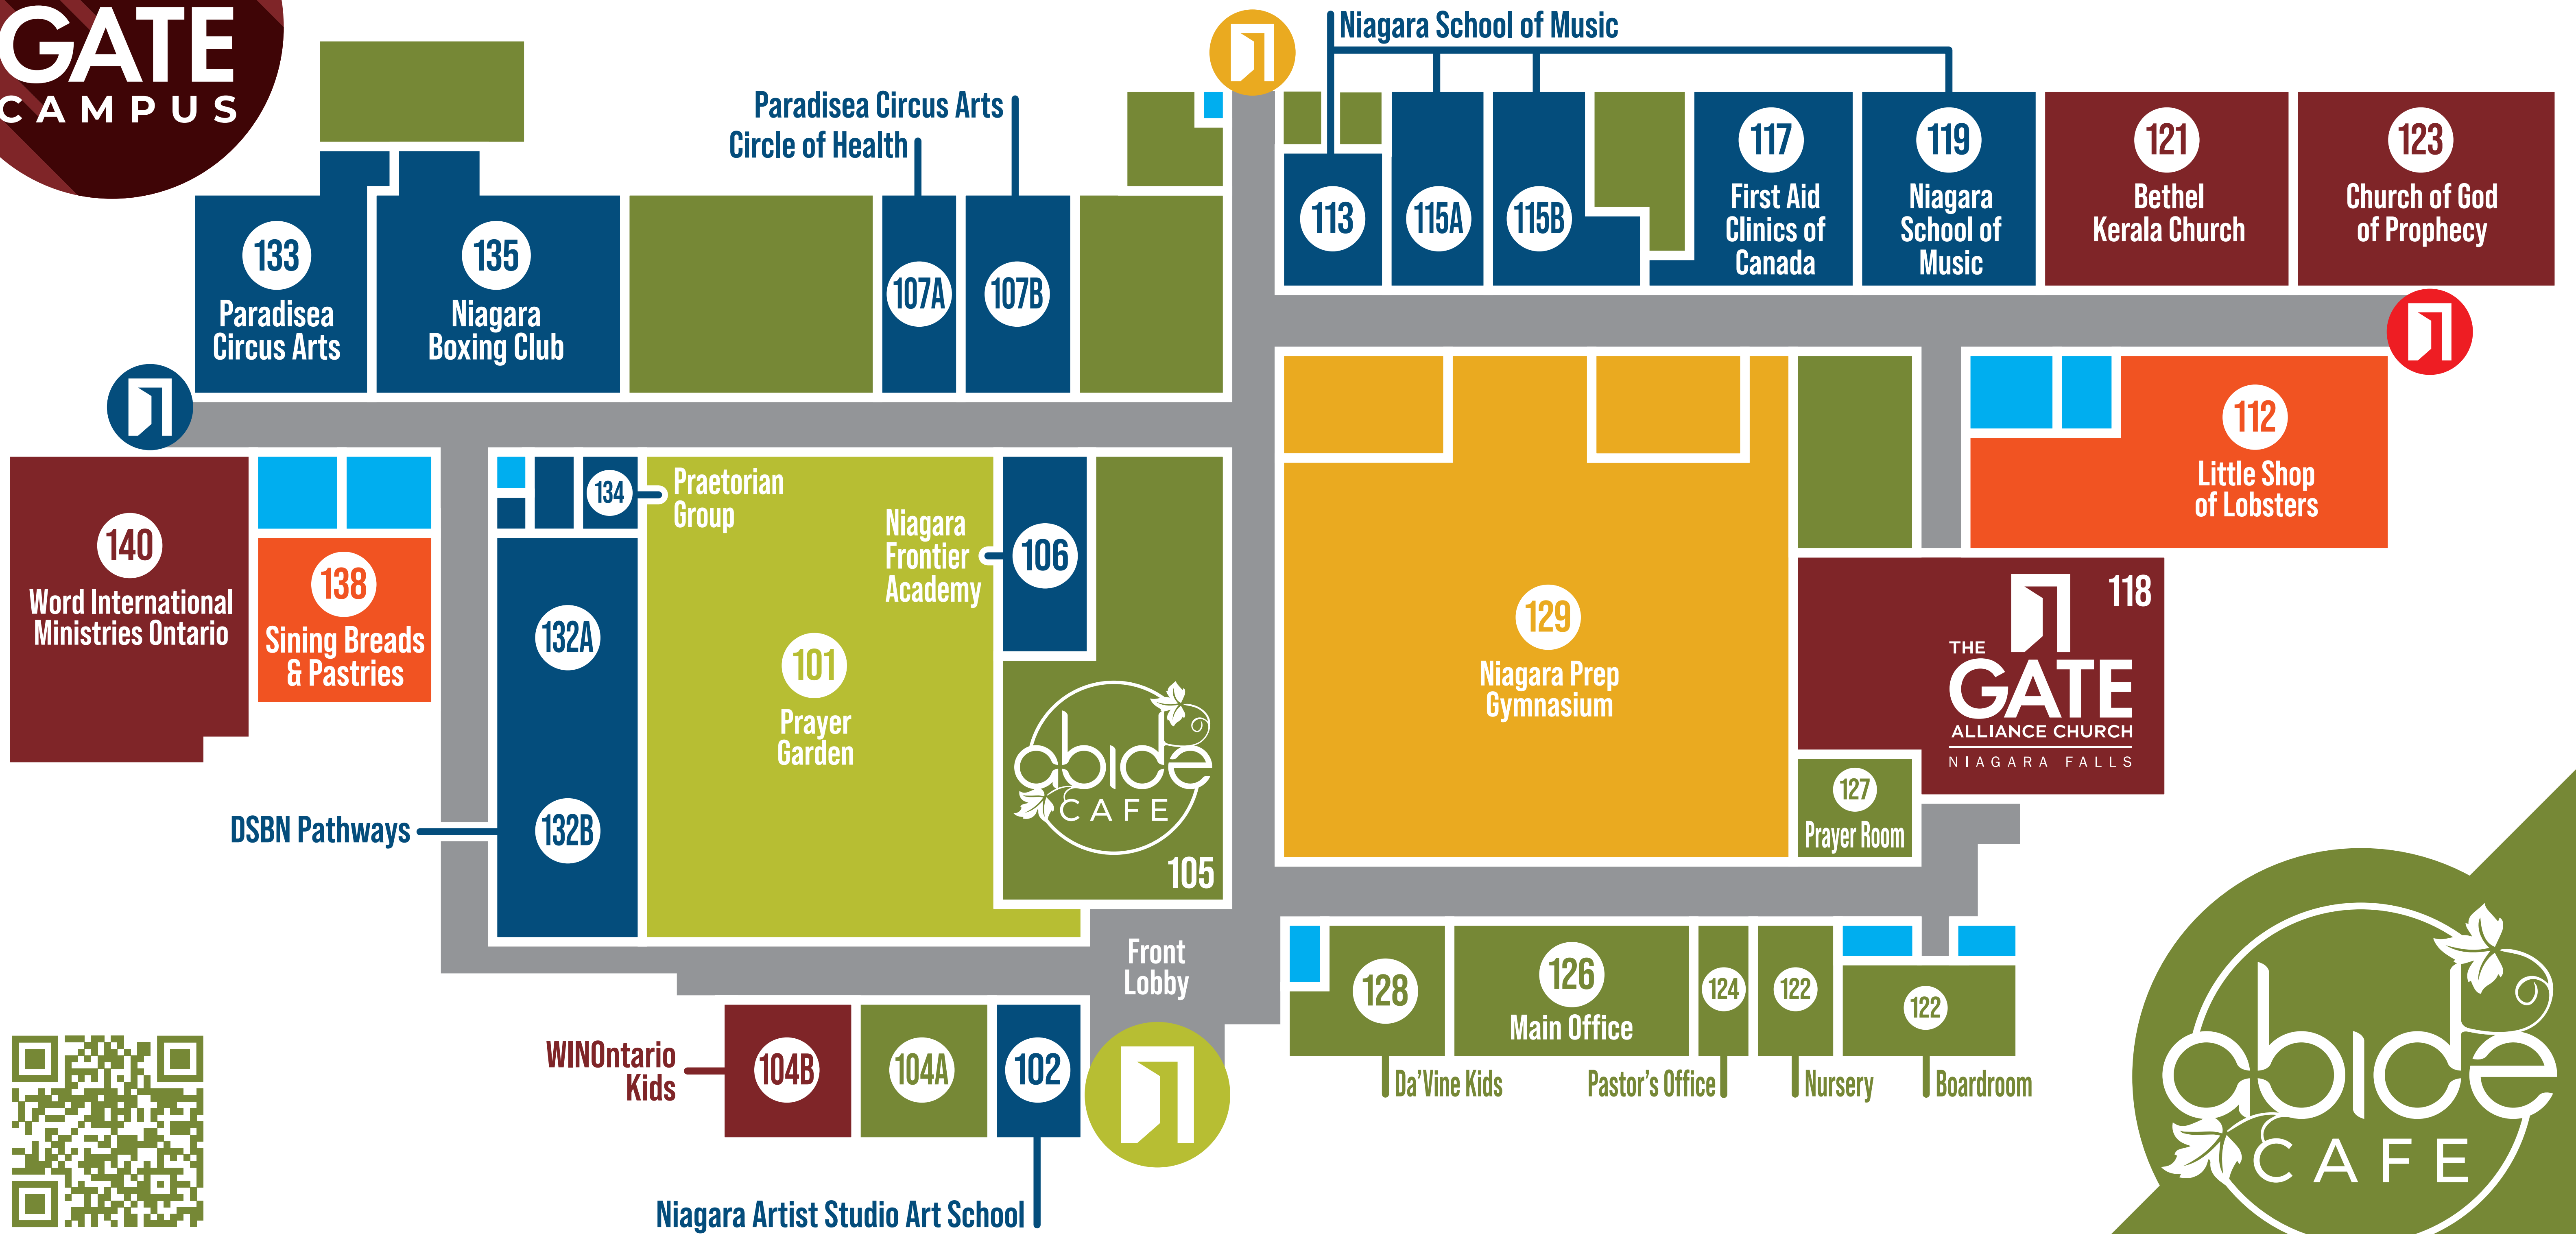 GATE
CAMPUS
Niagara School of Music
Paradisea Circus Arts
Circle of Health
133
Paradisea
Circus Arts
135
Niagara
Boxing Club
107A
107B
113
115A
115B
117
First Aid
Clinics of
Canada
119
Niagara
School of
Music
121
Bethel
Kerala Church
123
Church of God
of Prophecy
140
Word International
Ministries Ontario
138
Sining Breads
& Pastries
134
Praetorian
Group
132A
132B
DSBN Pathways
101
Prayer
Garden
Niagara
Frontier
Academy
106
abide
CAFE
105
129
Niagara Prep
Gymnasium
112
Little Shop
of Lobsters
118
THE
GATE
ALLIANCE CHURCH
NIAGARA FALLS
127
Prayer Room
Front
Lobby
128
Da'Vine Kids
126
Main Office
124
Pastor's Office
122
Nursery
122
Boardroom
WINOntario
Kids
104B
104A
102
Niagara Artist Studio Art School
abide
CAFE